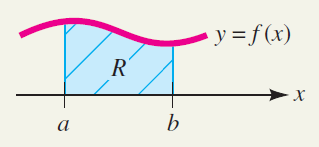 y = f(x)
R
x
a b